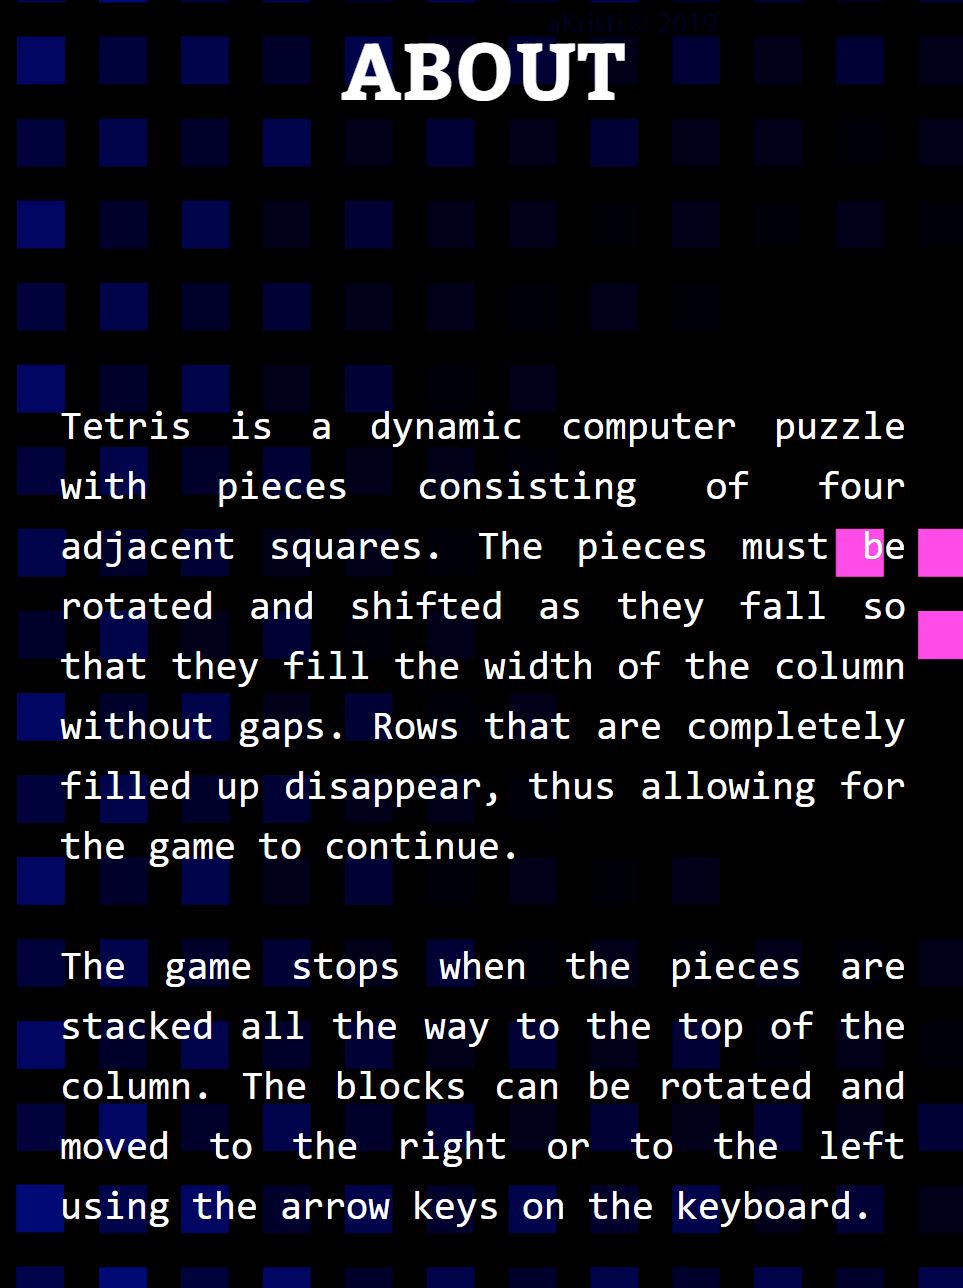 aKristi © 2019
ABOUT
Tetris is a dynamic computer puzzle
with pieces consisting of four
adjacent squares. The pieces must be
rotated and shifted as they fall so
that they fill the width of the column
without gaps. Rows that are completely
filled up disappear, thus allowing for
the game to continue.
The game stops when the pieces are
stacked all the way to the top of the
column. The blocks can be rotated and
moved to the right or to the left
using the arrow keys on the keyboard.